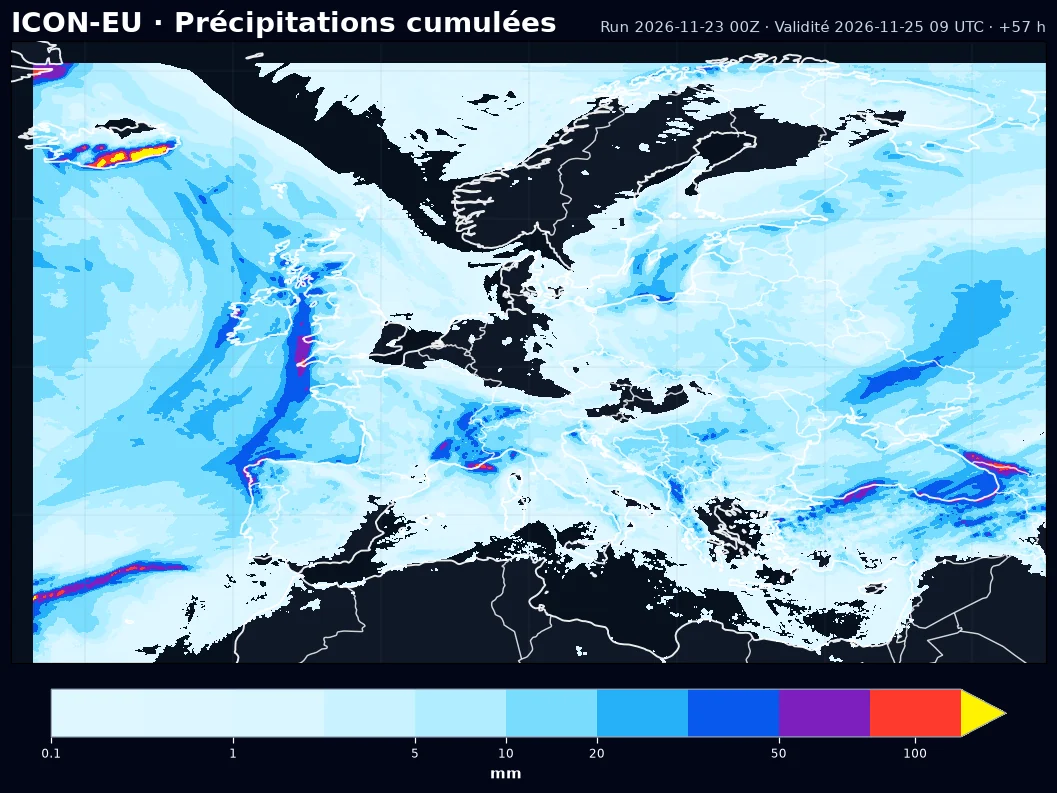 ICON-EU · Précipitations cumulées
Run 2026-11-23 00Z · Validité 2026-11-25 09 UTC · +57 h
0.1 1 5 10 20 50 100
mm